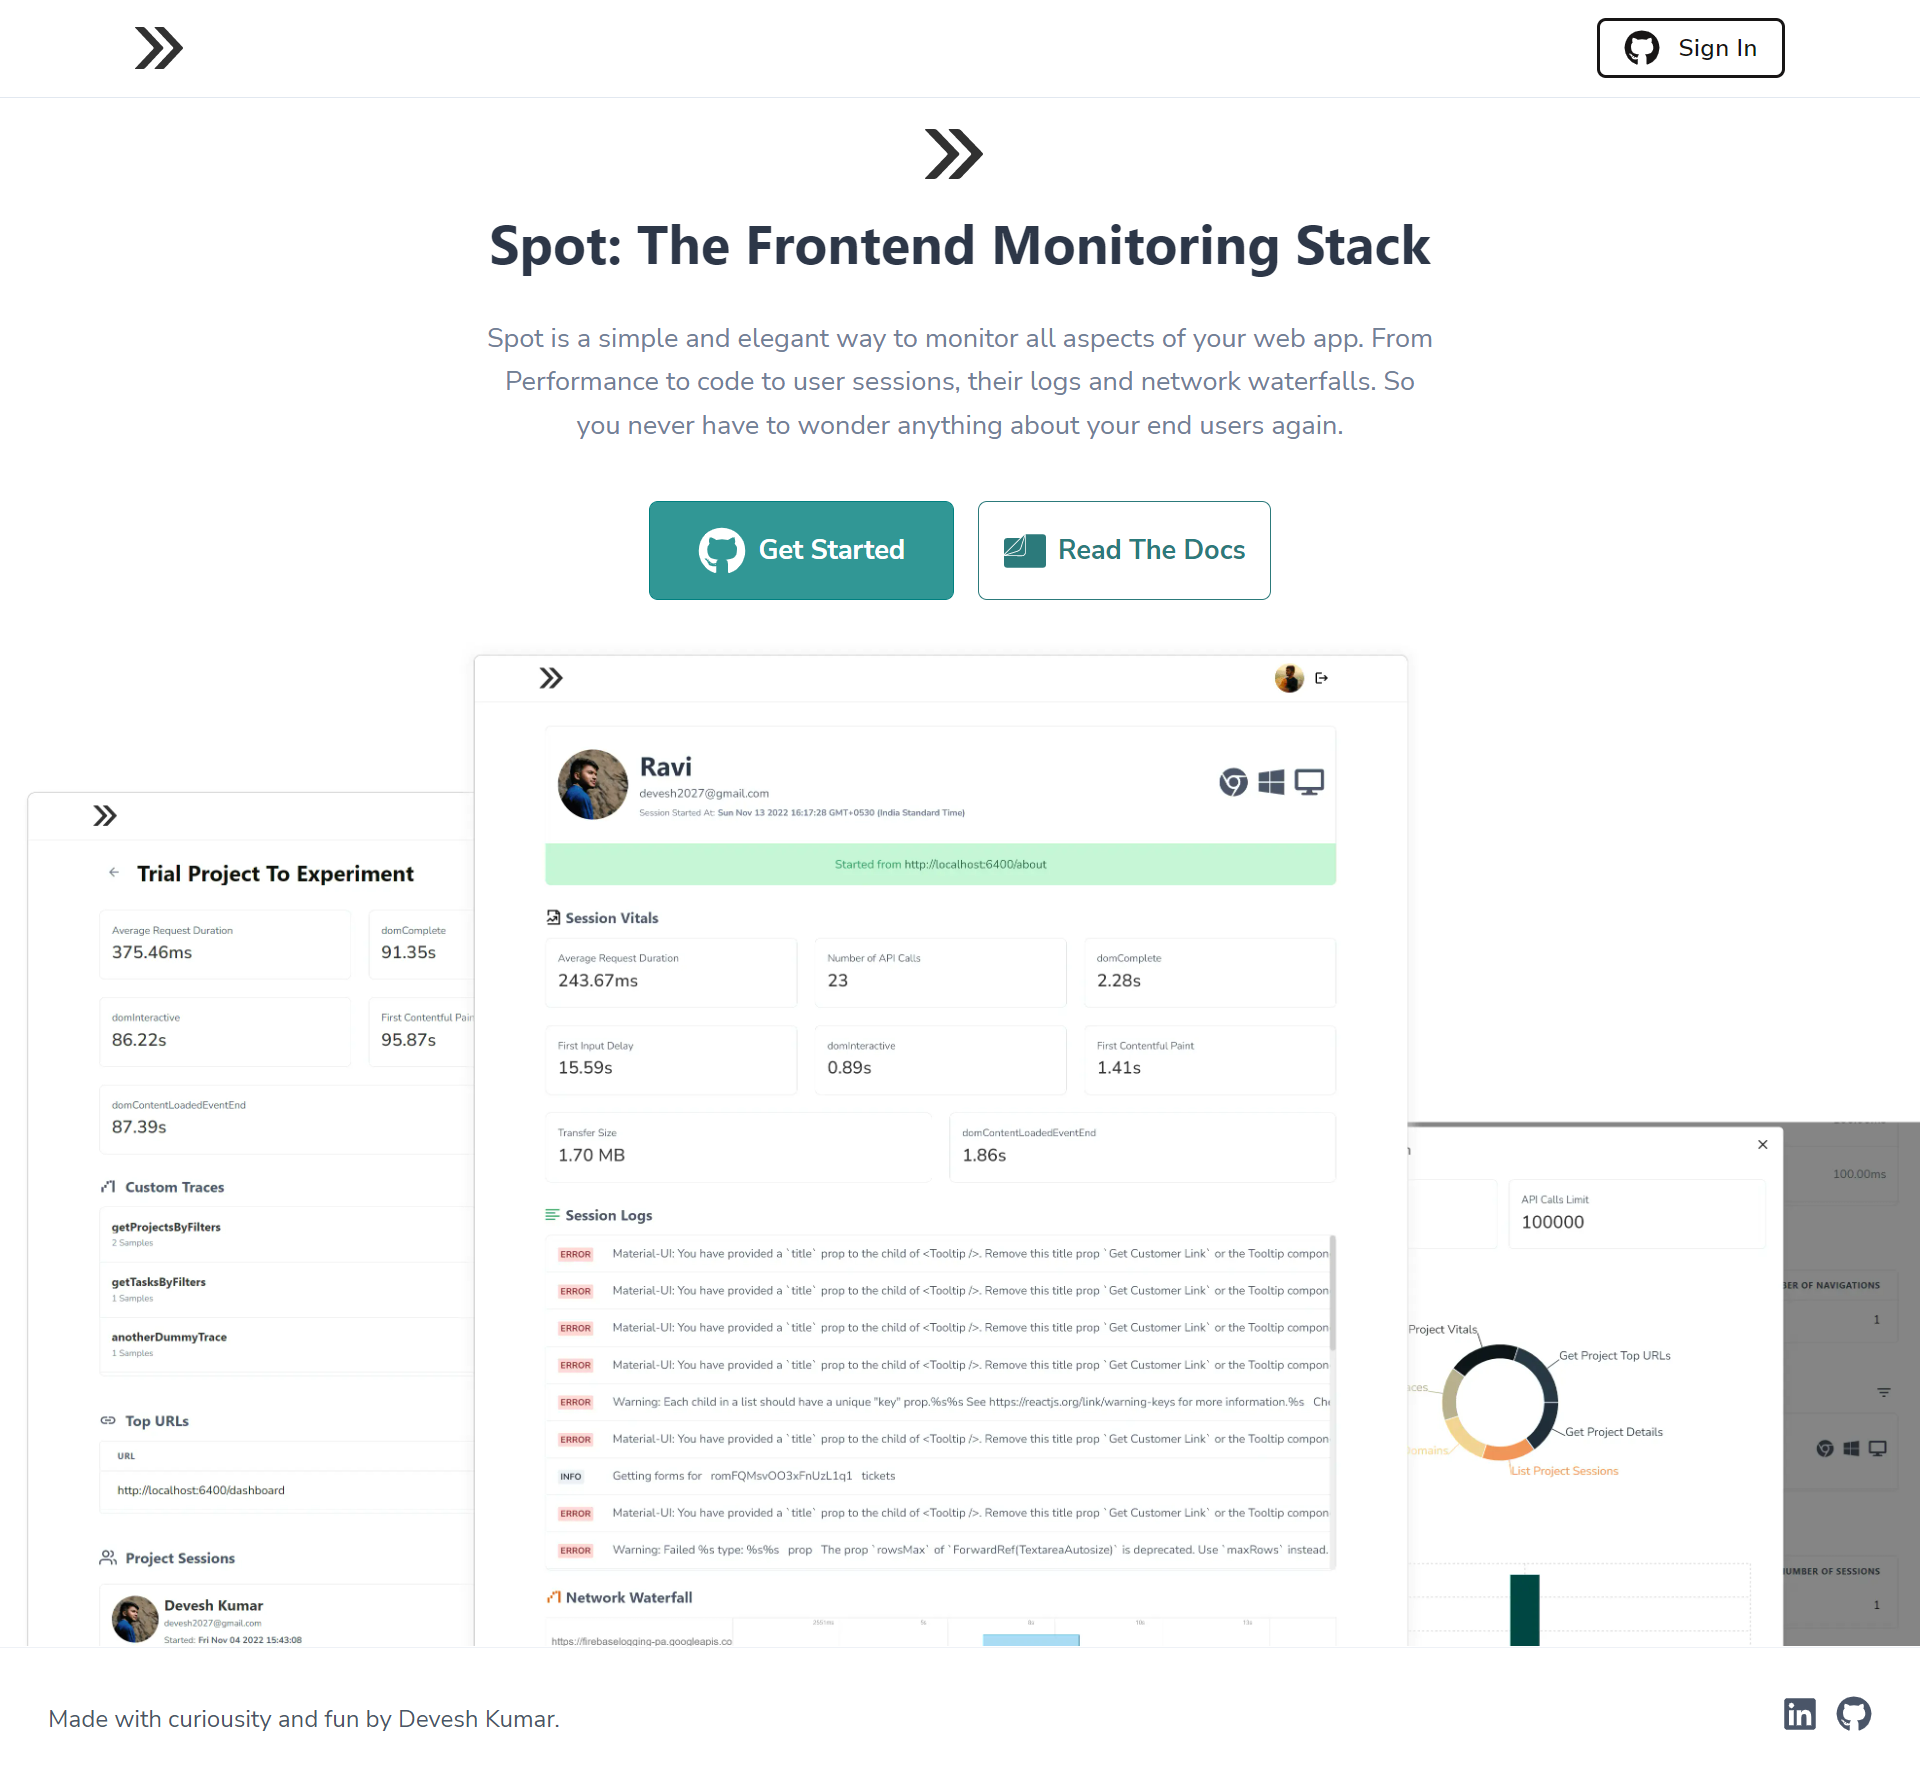 Sign In
Spot: The Frontend Monitoring Stack
Spot is a simple and elegant way to monitor all aspects of your web app. From
Performance to code to user sessions, their logs and network waterfalls. So
you never have to wonder anything about your end users again.
Get Started
Read The Docs
Trial Project To Experiment
Average Request Duration
375.46ms
domComplete
91.35s
domInteractive
86.22s
First Contentful Pain
95.87s
domContentLoadedEventEnd
87.39s
Custom Traces
getProjectsByFilters
2 Samples
getTasksByFilters
1 Samples
anotherDummyTrace
1 Samples
Top URLs
URL
http://localhost:6400/dashboard
Project Sessions
Devesh Kumar
devesh2027@gmail.com
Started: Fri Nov 04 2022 15:43:08
Ravi
devesh2027@gmail.com
Session Started At: Sun Nov 13 2022 16:17:28 GMT+0530 (India Standard Time)
Started from http://localhost:6400/about
Session Vitals
Average Request Duration
243.67ms
Number of API Calls
23
domComplete
2.28s
First Input Delay
15.59s
domInteractive
0.89s
First Contentful Paint
1.41s
Transfer Size
1.70 MB
domContentLoadedEventEnd
1.86s
Session Logs
ERROR Material-UI: You have provided a `title` prop to the child of <Tooltip />. Remove this title prop `Get Customer Link` or the Tooltip compon
ERROR Material-UI: You have provided a `title` prop to the child of <Tooltip />. Remove this title prop `Get Customer Link` or the Tooltip compon
ERROR Material-UI: You have provided a `title` prop to the child of <Tooltip />. Remove this title prop `Get Customer Link` or the Tooltip compon
ERROR Material-UI: You have provided a `title` prop to the child of <Tooltip />. Remove this title prop `Get Customer Link` or the Tooltip compon
ERROR Warning: Each child in a list should have a unique "key" prop.%s%s See https://reactjs.org/link/warning-keys for more information.%s Che
ERROR Material-UI: You have provided a `title` prop to the child of <Tooltip />. Remove this title prop `Get Customer Link` or the Tooltip compon
INFO Getting forms for romFQMsvOO3xFnUzL1q1 tickets
ERROR Material-UI: You have provided a `title` prop to the child of <Tooltip />. Remove this title prop `Get Customer Link` or the Tooltip compon
ERROR Warning: Failed %s type: %s%s prop The prop `rowsMax` of `ForwardRef(TextareaAutosize)` is deprecated. Use `maxRows` instead.
Network Waterfall
2551ms 5s 8s 10s 13s
https://firebaselogging-pa.googleapis.co
100.00ms
API Calls Limit
100000
BER OF NAVIGATIONS
1
Project Vitals
Get Project Top URLs
aces
Get Project Details
domains
List Project Sessions
NUMBER OF SESSIONS
1
Made with curiousity and fun by Devesh Kumar.